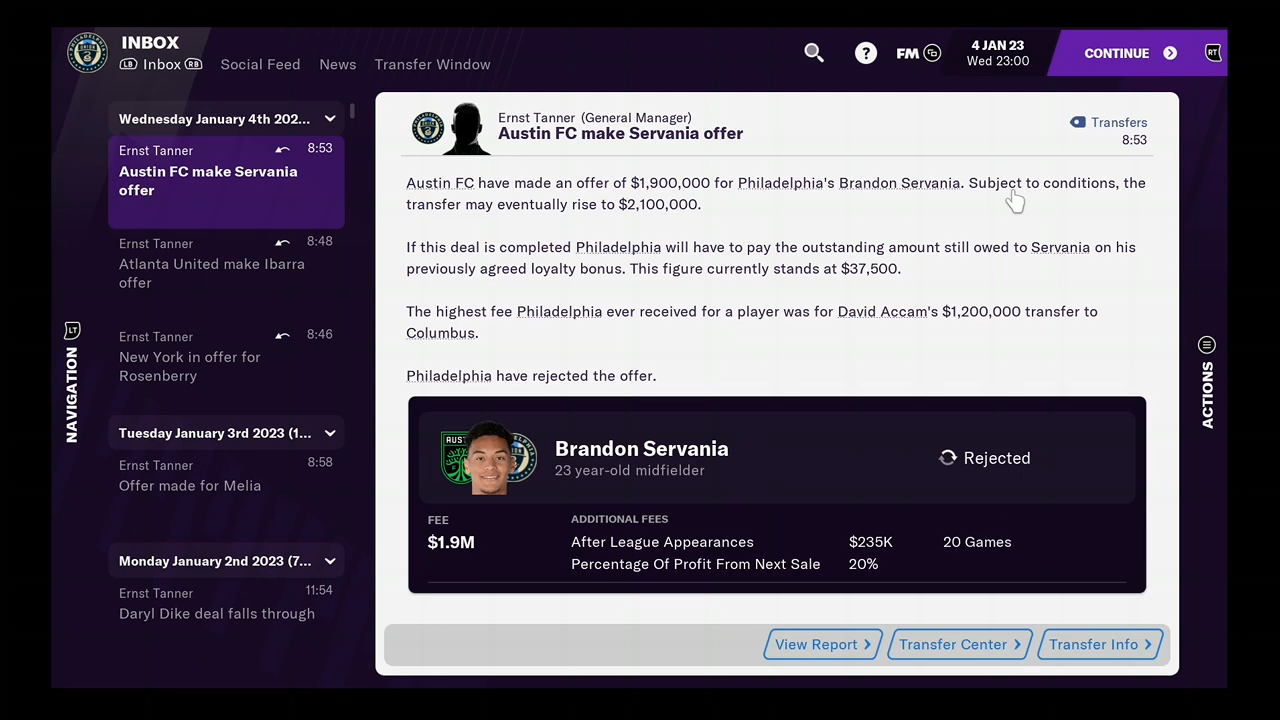 INBOX
LB Inbox RB Social Feed News Transfer Window
? FM 4 JAN 23
Wed 23:00
CONTINUE RT
LT NAVIGATION
Wednesday January 4th 202...
Ernst Tanner 8:53
Austin FC make Servania
offer
Ernst Tanner 8:48
Atlanta United make Ibarra
offer
Ernst Tanner 8:46
New York in offer for
Rosenberry
Tuesday January 3rd 2023 (1...
Ernst Tanner 8:58
Offer made for Melia
Monday January 2nd 2023 (7...
Ernst Tanner 11:54
Daryl Dike deal falls through
Ernst Tanner (General Manager)
Austin FC make Servania offer
Transfers
8:53
Austin FC have made an offer of $1,900,000 for Philadelphia's Brandon Servania. Subject to conditions, the
transfer may eventually rise to $2,100,000.
If this deal is completed Philadelphia will have to pay the outstanding amount still owed to Servania on his
previously agreed loyalty bonus. This figure currently stands at $37,500.
The highest fee Philadelphia ever received for a player was for David Accam's $1,200,000 transfer to
Columbus.
Philadelphia have rejected the offer.
Brandon Servania
23 year-old midfielder
Rejected
FEE
$1.9M
ADDITIONAL FEES
After League Appearances $235K 20 Games
Percentage Of Profit From Next Sale 20%
View Report Transfer Center Transfer Info
ACTIONS